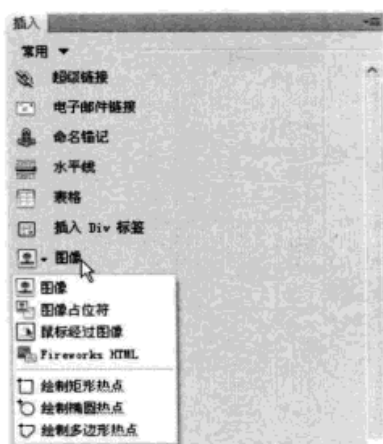 插入
常用
超级链接
电子邮件链接
命名锚记
水平线
表格
插入 Div 标签
图像
图像
图像占位符
鼠标经过图像
Fireworks HTML
绘制矩形热点
绘制椭圆热点
绘制多边形热点